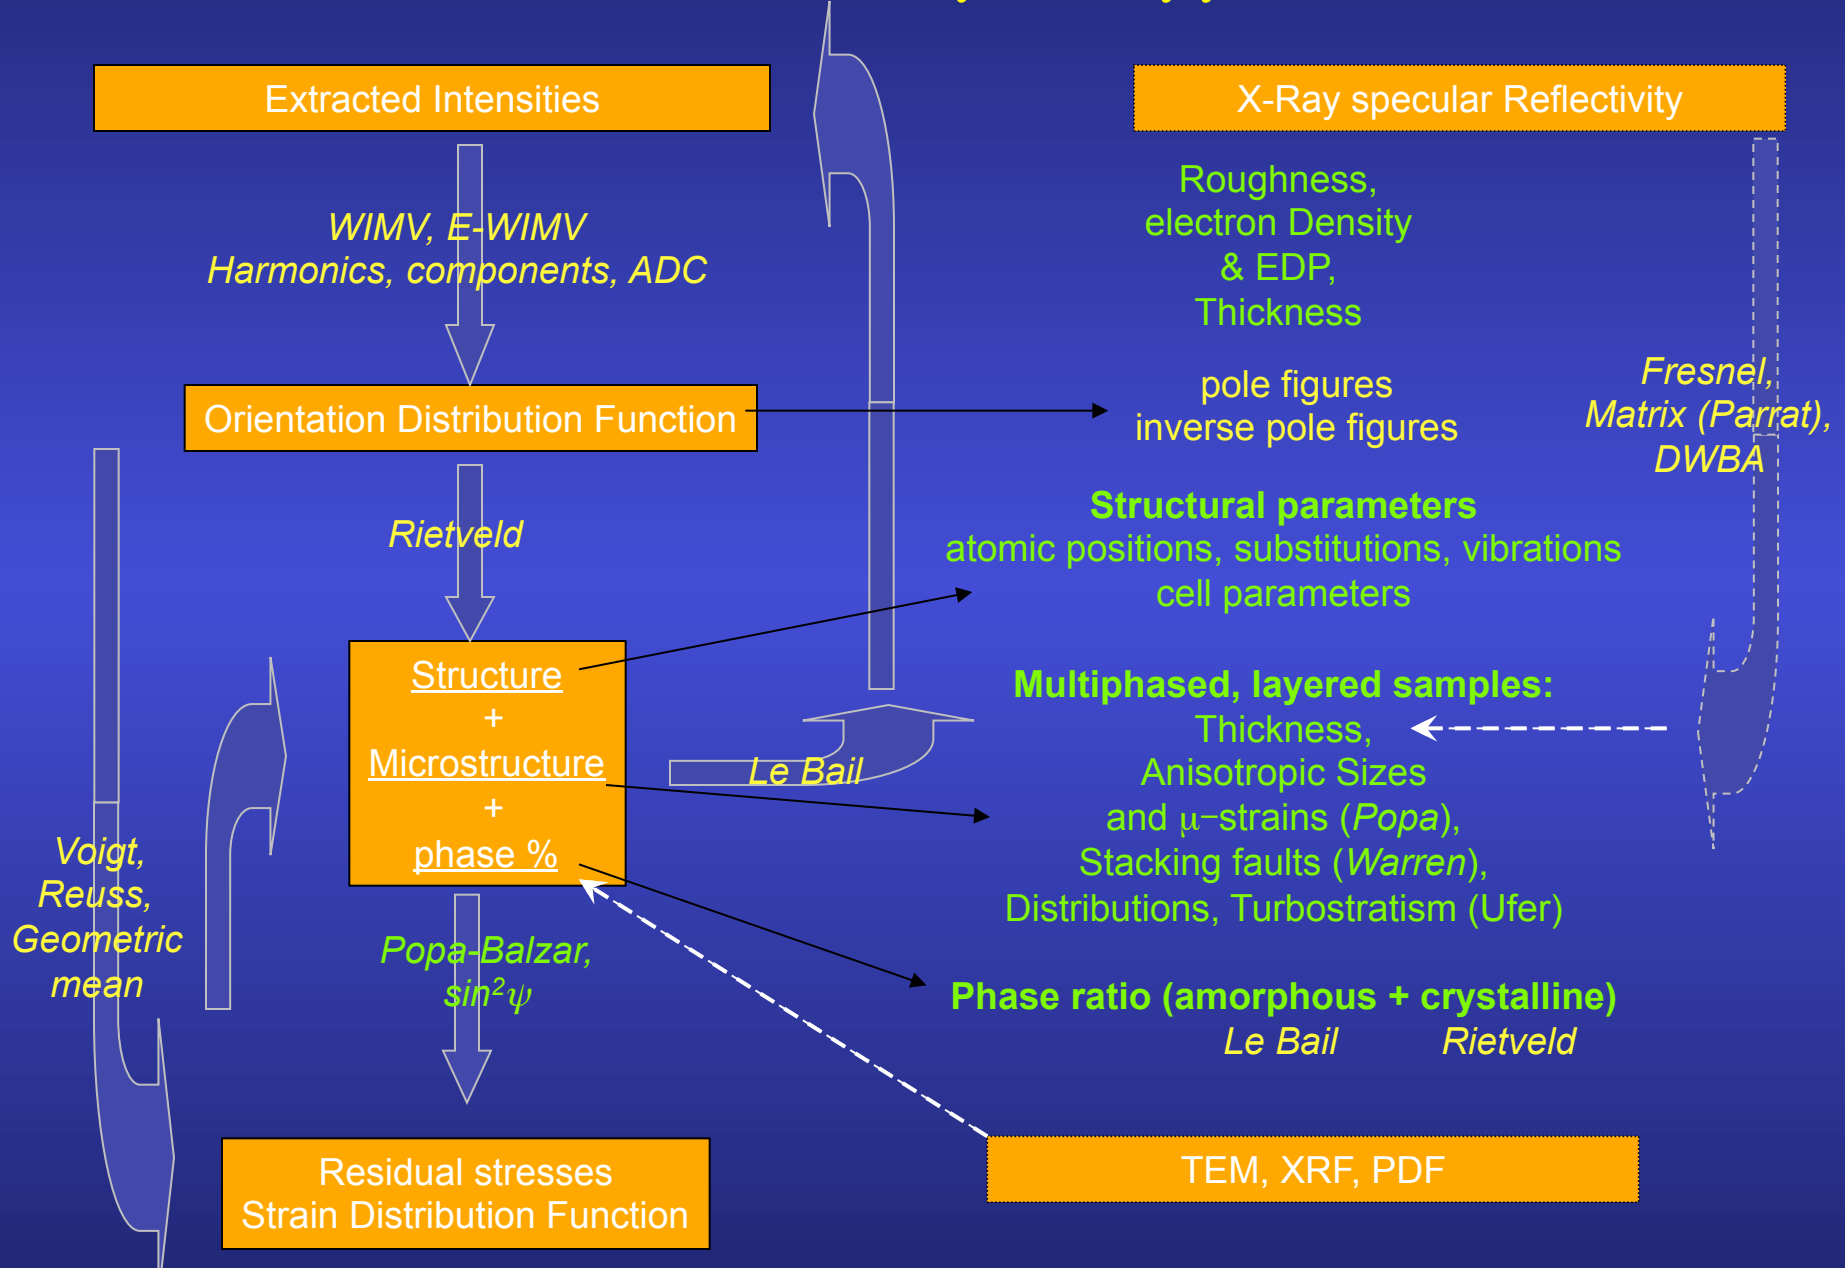 Extracted Intensities
X-Ray specular Reflectivity
WIMV, E-WIMV
Harmonics, components, ADC
Roughness,
electron Density
& EDP,
Thickness
Orientation Distribution Function
pole figures
inverse pole figures
Fresnel,
Matrix (Parrat),
DWBA
Rietveld
Structural parameters
atomic positions, substitutions, vibrations
cell parameters
Structure
+
Microstructure
+
phase %
Le Bail
Multiphased, layered samples:
Thickness,
Anisotropic Sizes
and μ−strains (Popa),
Stacking faults (Warren),
Distributions, Turbostratism (Ufer)
Voigt,
Reuss,
Geometric
mean
Popa-Balzar,
sin²ψ
Phase ratio (amorphous + crystalline)
Le Bail Rietveld
Residual stresses
Strain Distribution Function
TEM, XRF, PDF